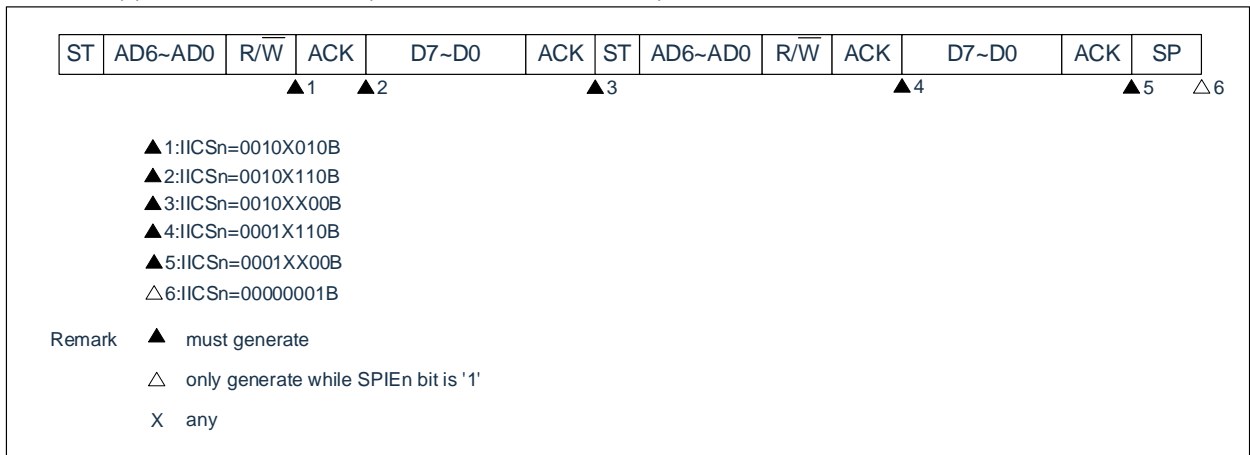 ST AD6~AD0 R/W ACK D7~D0 ACK ST AD6~AD0 R/W ACK D7~D0 ACK SP
▲1 ▲2 ▲3 ▲4 ▲5 △6
▲1:IICSn=0010X010B
▲2:IICSn=0010X110B
▲3:IICSn=0010XX00B
▲4:IICSn=0001X110B
▲5:IICSn=0001XX00B
△6:IICSn=00000001B
Remark ▲ must generate
△ only generate while SPIEn bit is '1'
X any